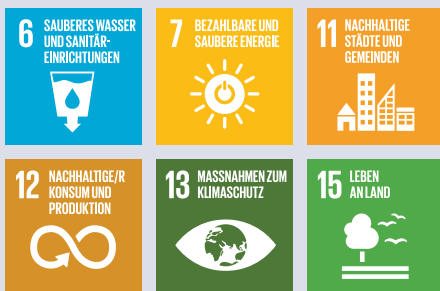 6 SAUBERES WASSER
UND SANITÄR-
EINRICHTUNGEN
7 BEZAHLBARE UND
SAUBERE ENERGIE
11 NACHHALTIGE
STÄDTE UND
GEMEINDEN
12 NACHHALTIGE/R
KONSUM UND
PRODUKTION
13 MASSNAHMEN ZUM
KLIMASCHUTZ
15 LEBEN
AN LAND